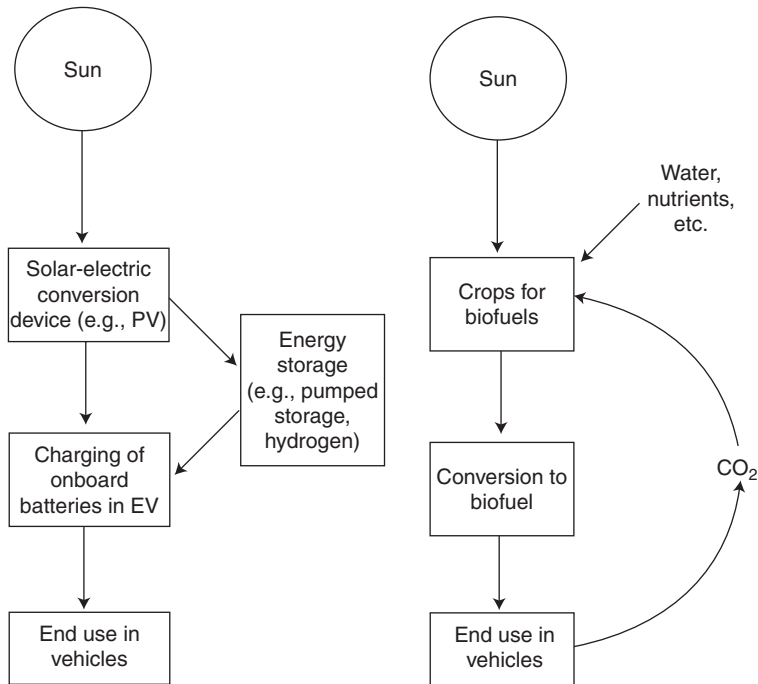 Sun
Solar-electric
conversion
device (e.g., PV)
Energy
storage
(e.g., pumped
storage,
hydrogen)
Charging of
onboard
batteries in EV
End use in
vehicles
Sun
Water,
nutrients,
etc.
Crops for
biofuels
Conversion to
biofuel
CO₂
End use in
vehicles